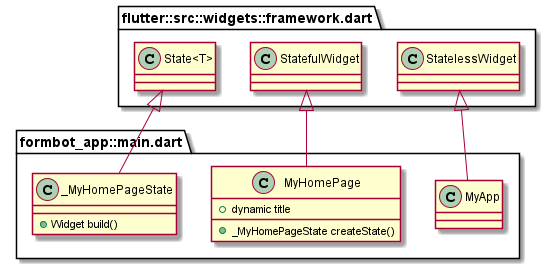 flutter::src::widgets::framework.dart
C State<T>
C StatefulWidget
C StatelessWidget
formbot_app::main.dart
C _MyHomePageState
Widget build()
C MyHomePage
dynamic title
_MyHomePageState createState()
C MyApp